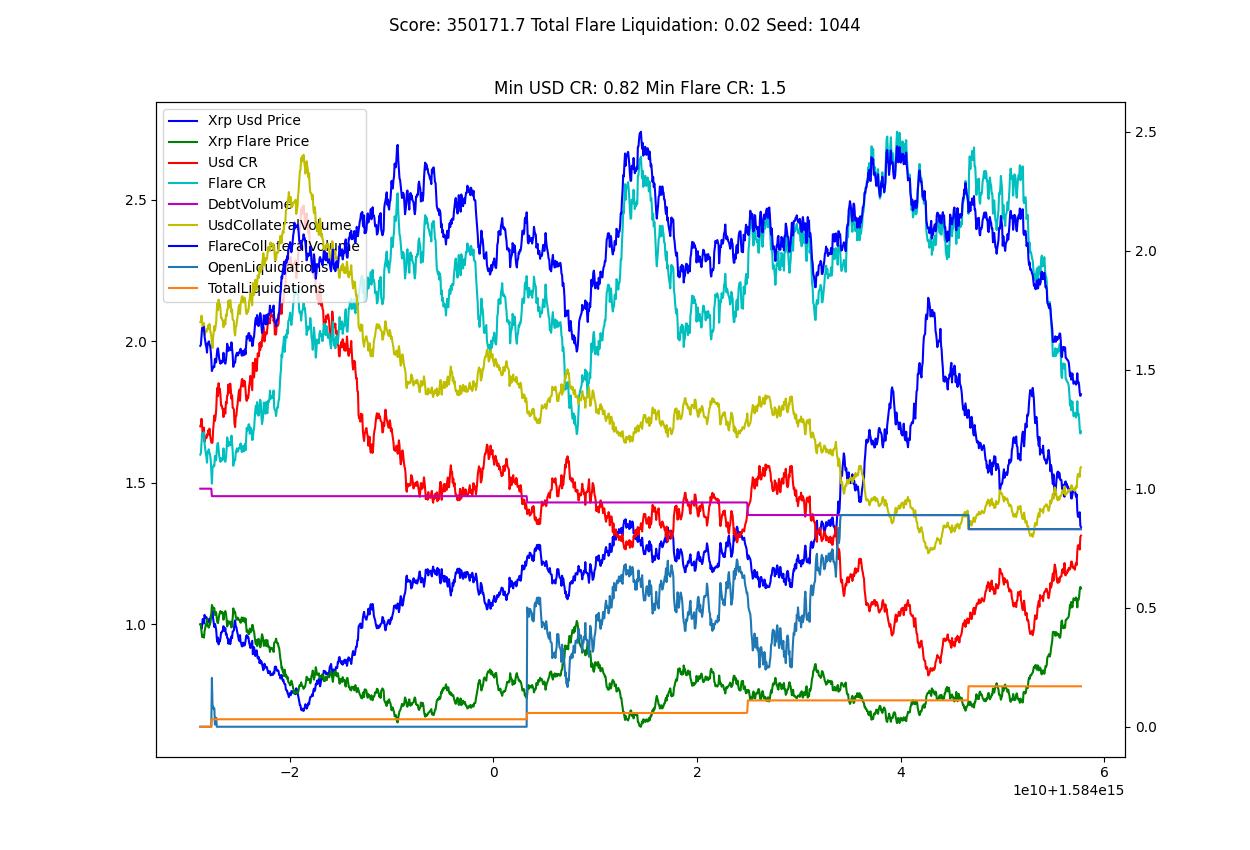 Score: 350171.7 Total Flare Liquidation: 0.02 Seed: 1044
Min USD CR: 0.82 Min Flare CR: 1.5
Xrp Usd Price
Xrp Flare Price
Usd CR
Flare CR
DebtVolume
UsdCollateralVolume
FlareCollateralVolume
OpenLiquidations
TotalLiquidations
2.5
2.0
1.5
1.0
2.5
2.0
1.5
1.0
0.5
0.0
−2
0
2
4
6
1e10+1.584e15